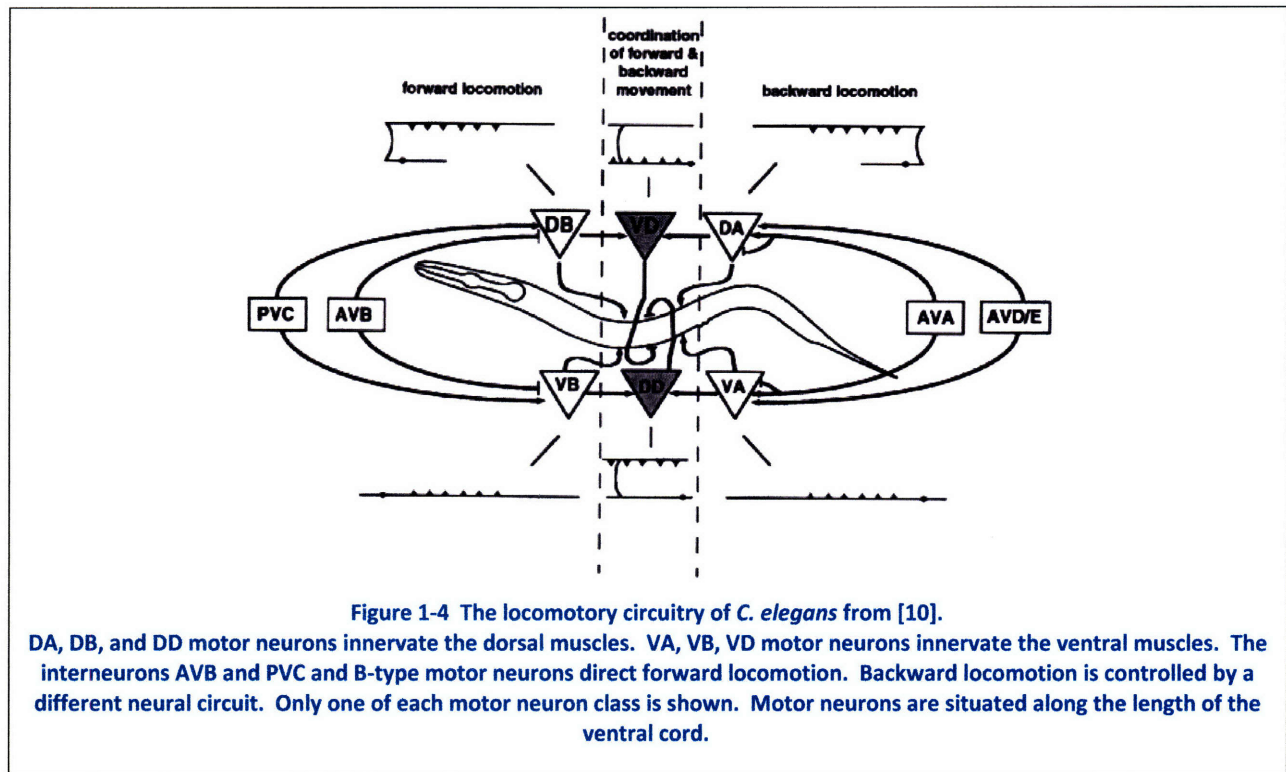 coordination
of forward &
backward
movement
forward locomotion
backward locomotion
DB
VD
DA
PVC
AVB
AVA
AVD/E
VB
DD
VA
Figure 1-4 The locomotory circuitry of C. elegans from [10].
DA, DB, and DD motor neurons innervate the dorsal muscles. VA, VB, VD motor neurons innervate the ventral muscles. The
interneurons AVB and PVC and B-type motor neurons direct forward locomotion. Backward locomotion is controlled by a
different neural circuit. Only one of each motor neuron class is shown. Motor neurons are situated along the length of the
ventral cord.